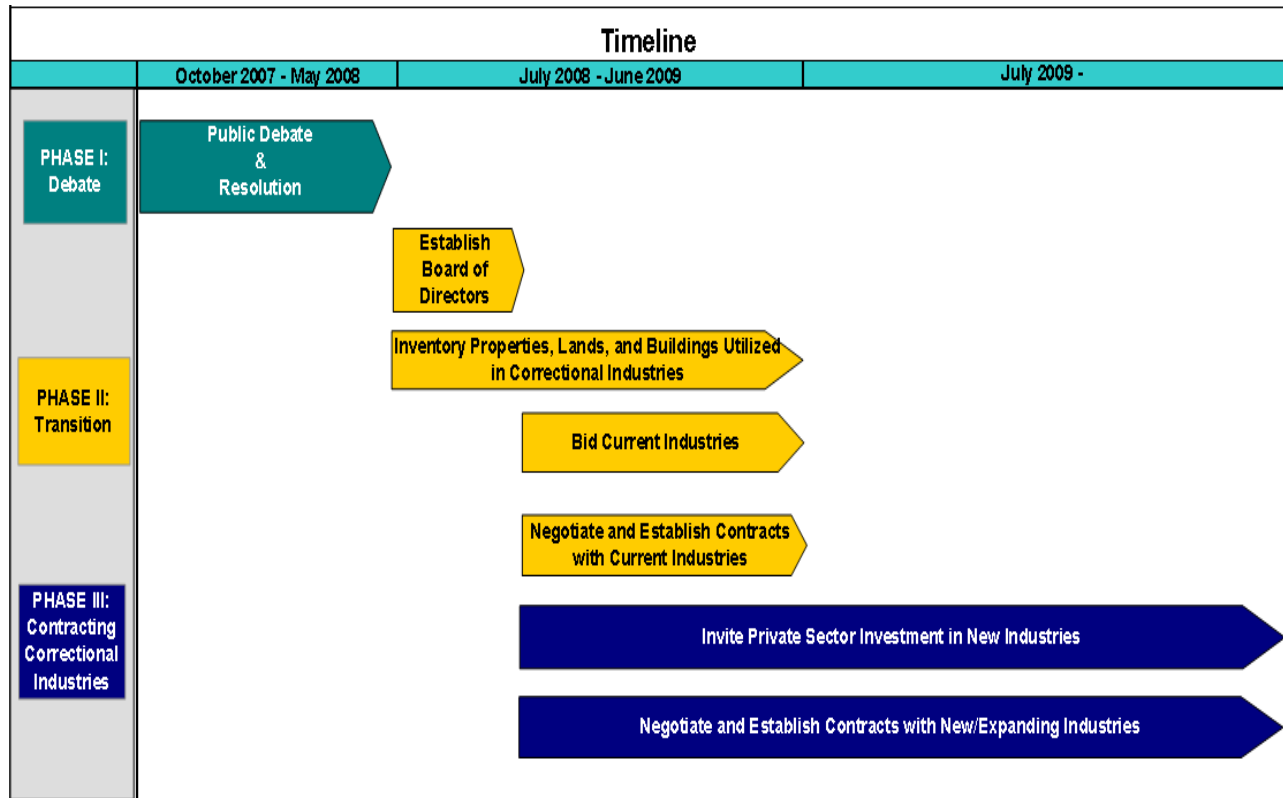 Timeline
October 2007 - May 2008
July 2008 - June 2009
July 2009 -
PHASE I:
Debate
Public Debate
&
Resolution
Establish
Board of
Directors
Inventory Properties, Lands, and Buildings Utilized
in Correctional Industries
PHASE II:
Transition
Bid Current Industries
Negotiate and Establish Contracts
with Current Industries
PHASE III:
Contracting
Correctional
Industries
Invite Private Sector Investment in New Industries
Negotiate and Establish Contracts with New/Expanding Industries